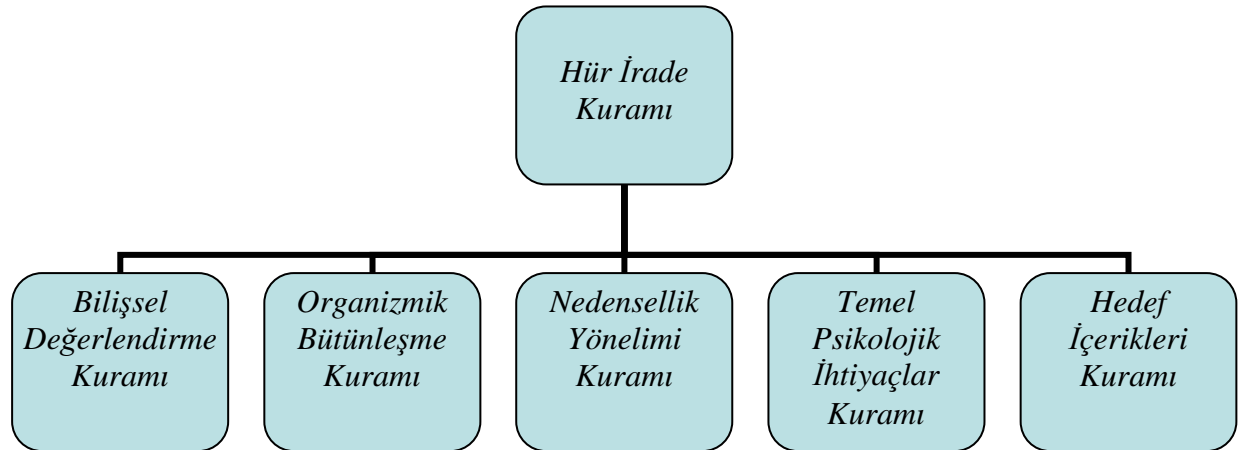 Hür İrade
Kuramı
Bilişsel
Değerlendirme
Kuramı
Organizmik
Bütünleşme
Kuramı
Nedensellik
Yönelimi
Kuramı
Temel
Psikolojik
İhtiyaçlar
Kuramı
Hedef
İçerikleri
Kuramı